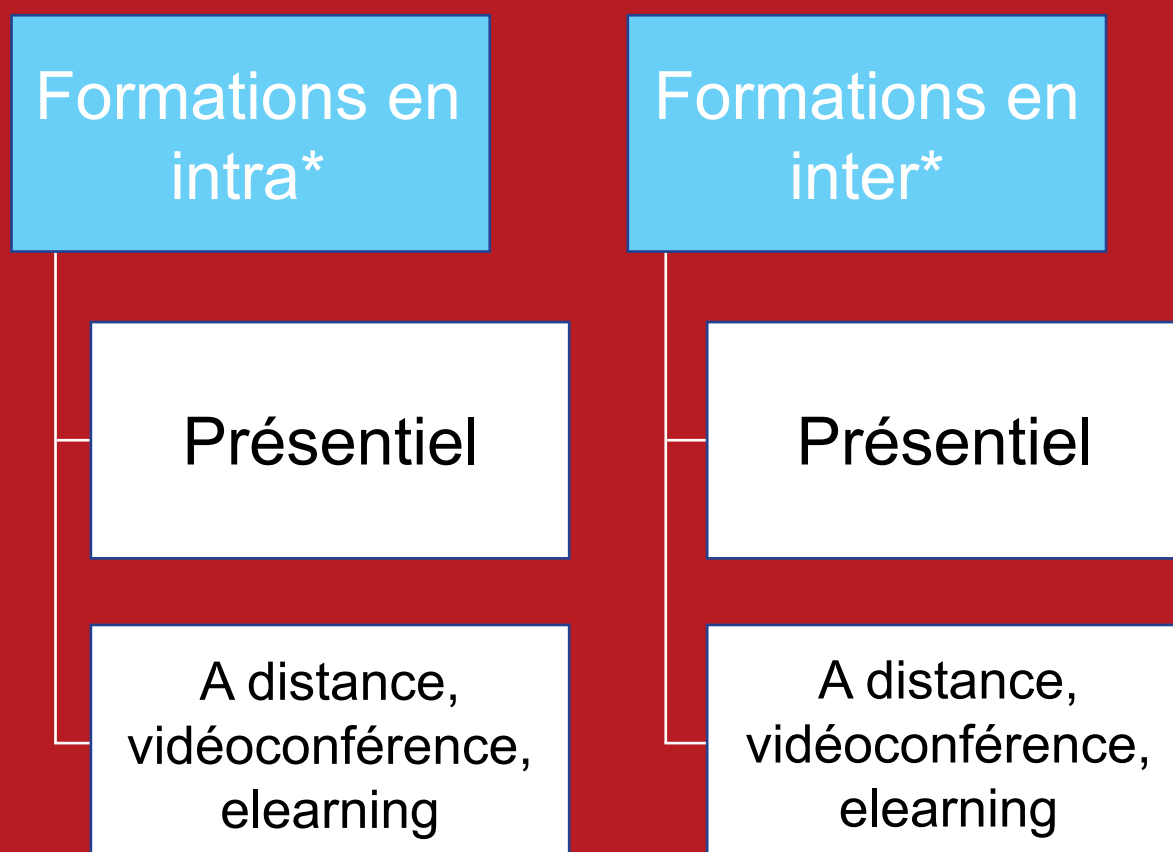 Formations en
intra*
Présentiel
A distance,
vidéoconférence,
elearning
Formations en
inter*
Présentiel
A distance,
vidéoconférence,
elearning